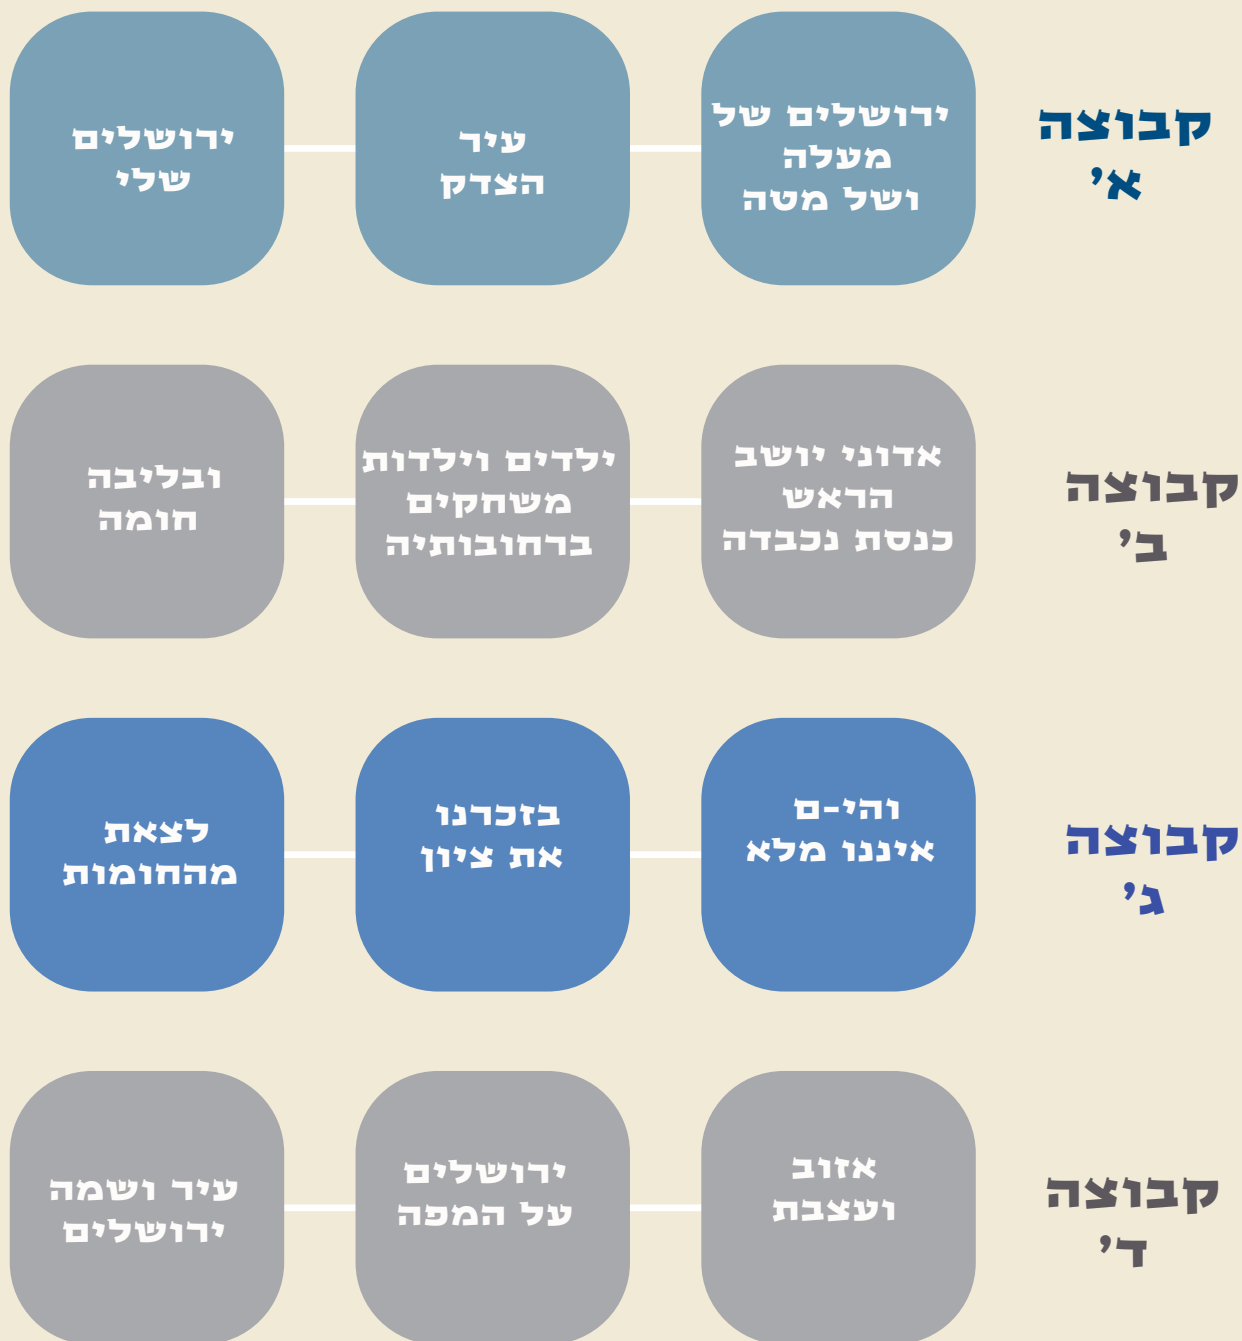 קבוצה
א'
ירושלים של
מעלה
ושל מטה
עיר
הצדק
ירושלים
שלי
קבוצה
ב'
אדוני יושב
הראש
כנסת נכבדה
ילדים וילדות
משחקים
ברחובותיה
ובליבה
חומה
קבוצה
ג'
והי-ם
איננו מלא
בזכרנו
את ציון
לצאת
מהחומות
קבוצה
ד'
אזוב
ועצבת
ירושלים
על המפה
עיר ושמה
ירושלים